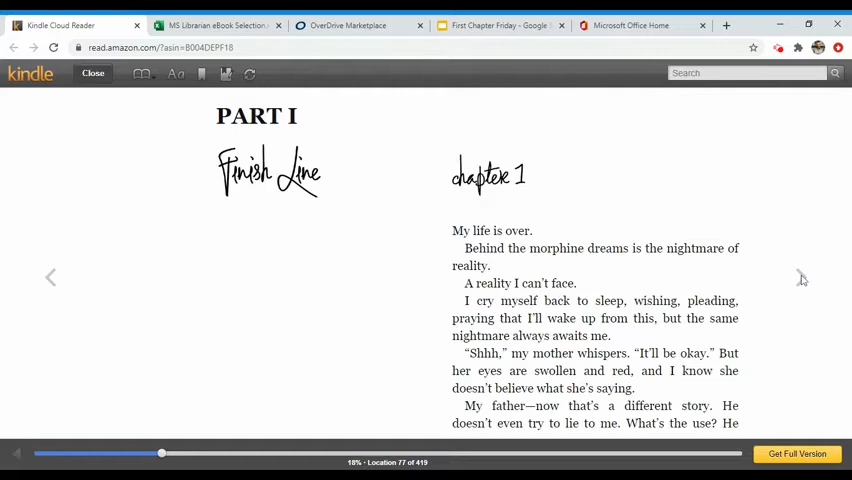 Kindle Cloud Reader
MS Librarian eBook Selection.
OverDrive Marketplace
First Chapter Friday - Google S
Microsoft Office Home
read.amazon.com/?asin=B004DEPF18
kindle
Close
Aa
Search
PART I
Finish Line
chapter 1
My life is over.
Behind the morphine dreams is the nightmare of
reality.
A reality I can't face.
I cry myself back to sleep, wishing, pleading,
praying that I'll wake up from this, but the same
nightmare always awaits me.
“Shhh,” my mother whispers. “It'll be okay.” But
her eyes are swollen and red, and I know she
doesn't believe what she's saying.
My father—now that's a different story. He
doesn't even try to lie to me. What's the use? He
18% • Location 77 of 419
Get Full Version